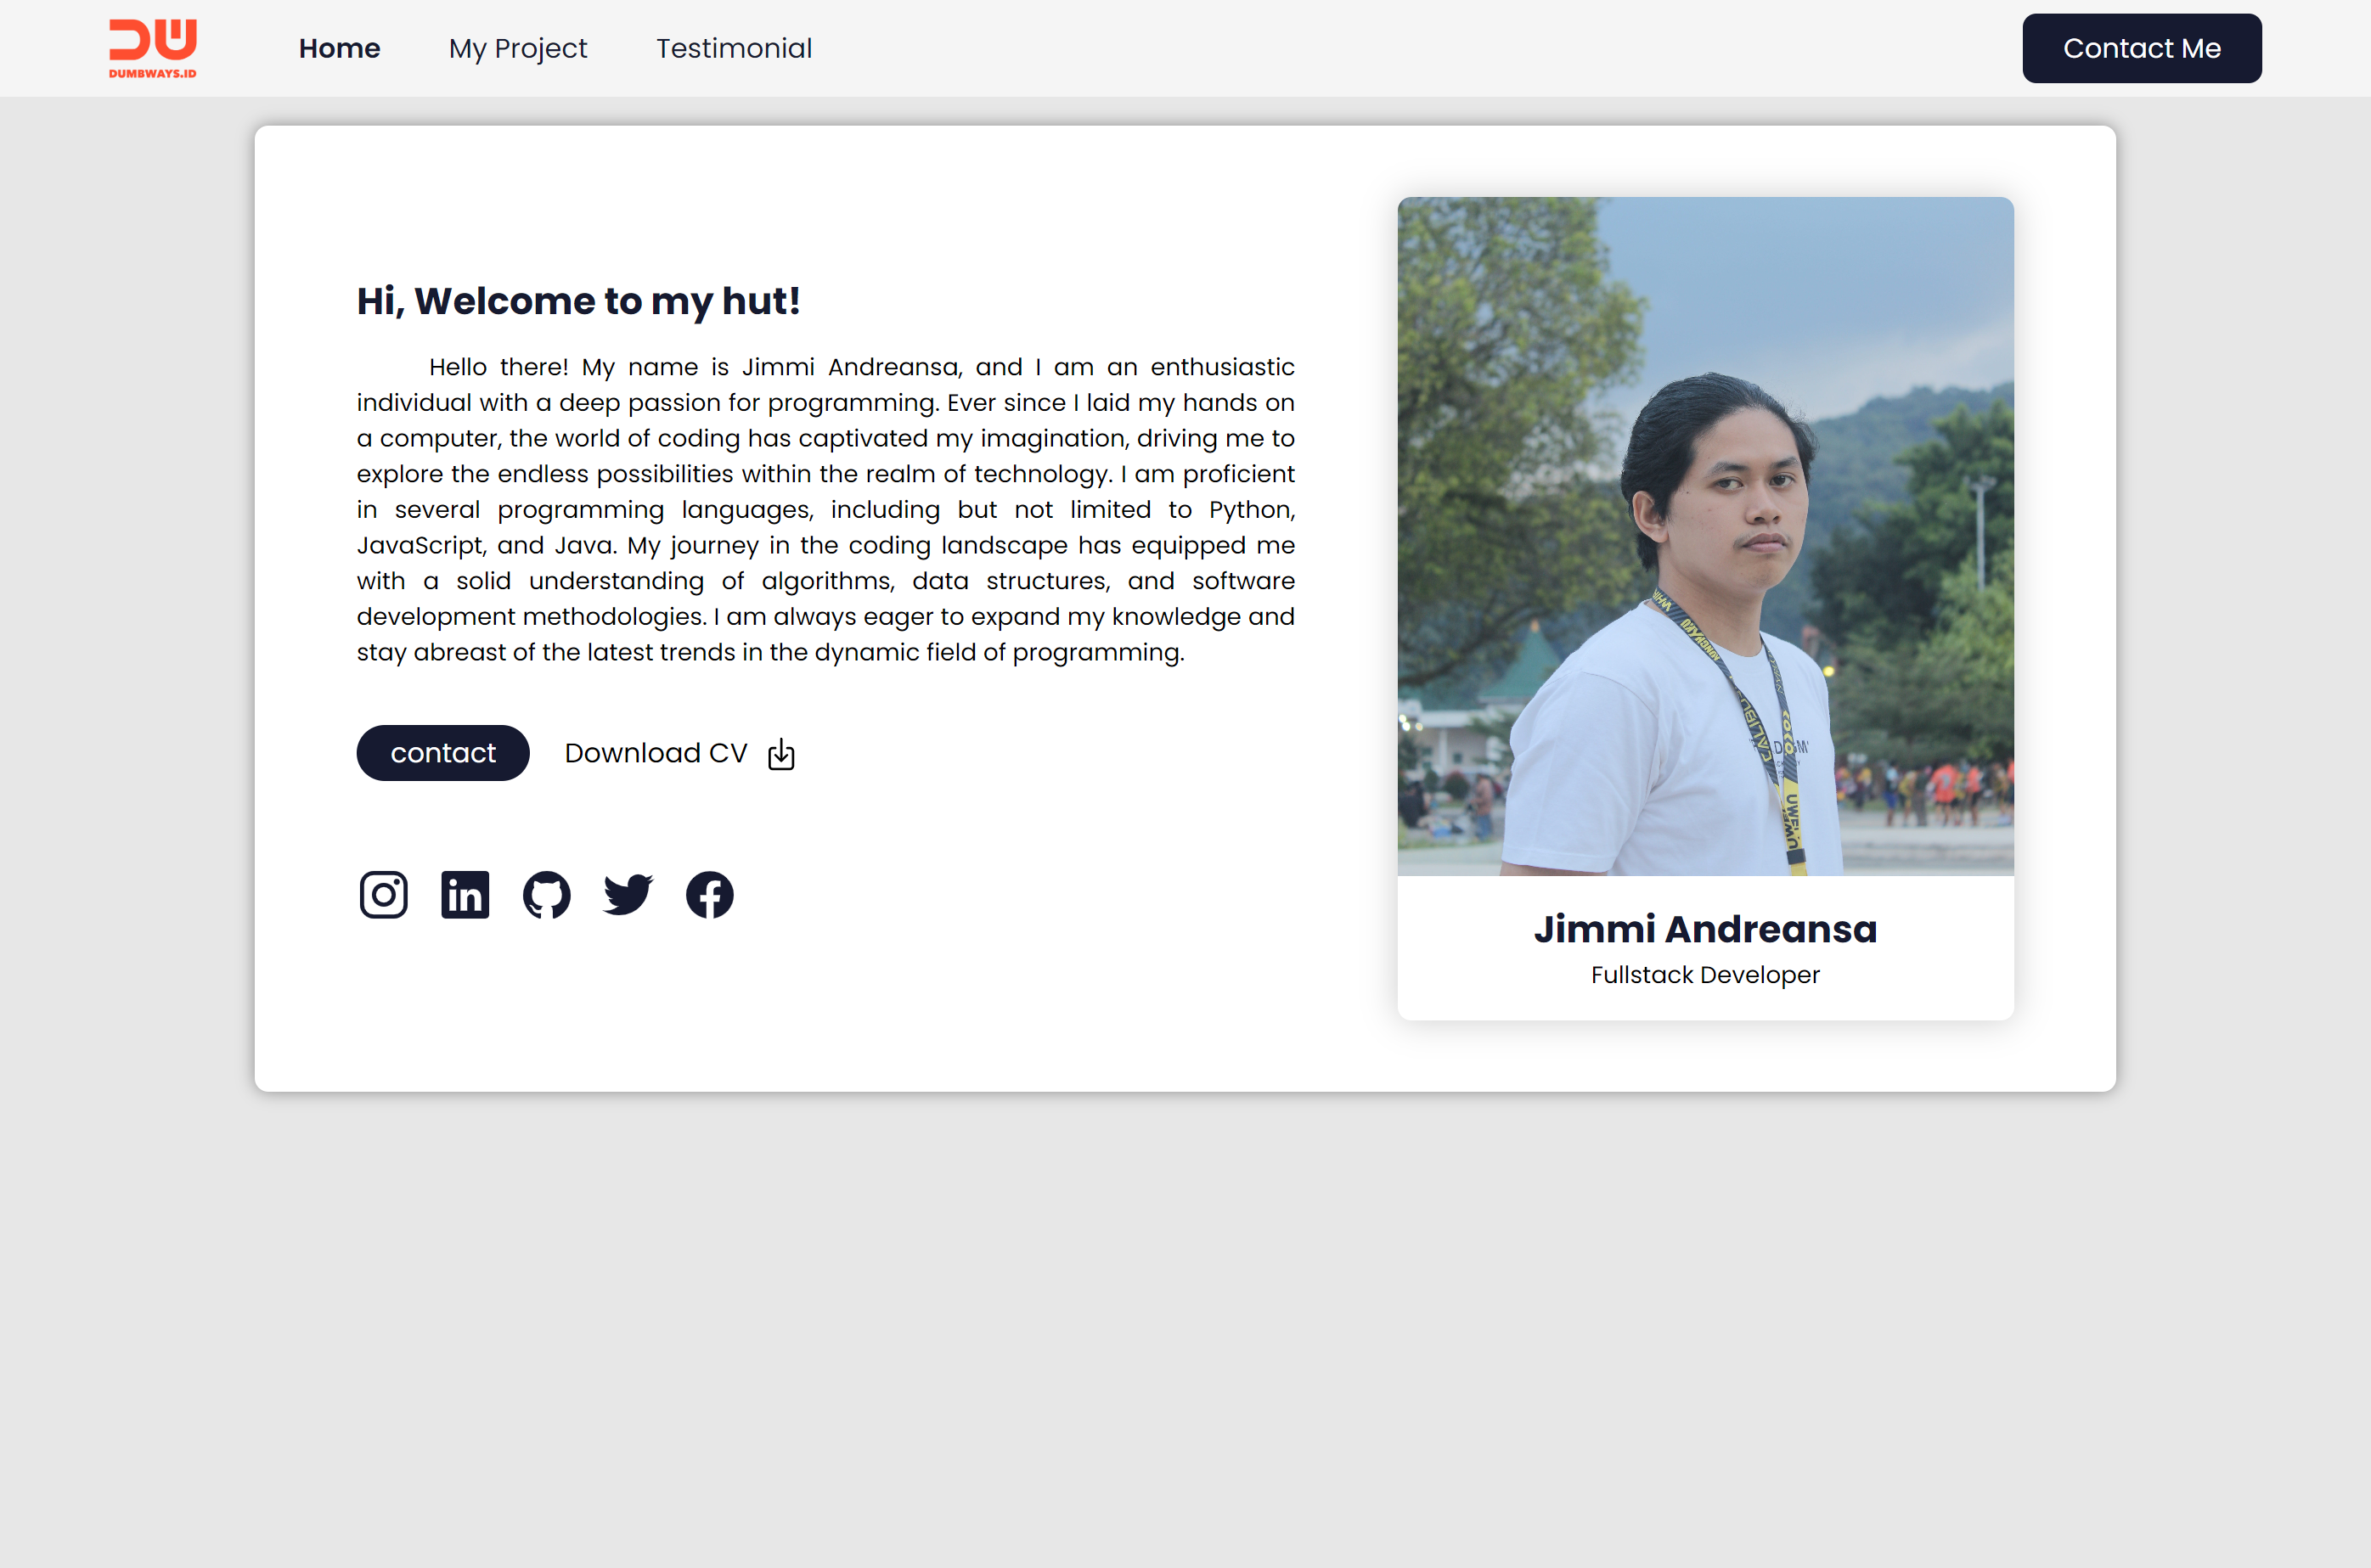 DW
DUMBWAYS.ID
Home
My Project
Testimonial
Contact Me
Hi, Welcome to my hut!
Hello there! My name is Jimmi Andreansa, and I am an enthusiastic
individual with a deep passion for programming. Ever since I laid my hands on
a computer, the world of coding has captivated my imagination, driving me to
explore the endless possibilities within the realm of technology. I am proficient
in several programming languages, including but not limited to Python,
JavaScript, and Java. My journey in the coding landscape has equipped me
with a solid understanding of algorithms, data structures, and software
development methodologies. I am always eager to expand my knowledge and
stay abreast of the latest trends in the dynamic field of programming.
contact
Download CV
in
Jimmi Andreansa
Fullstack Developer